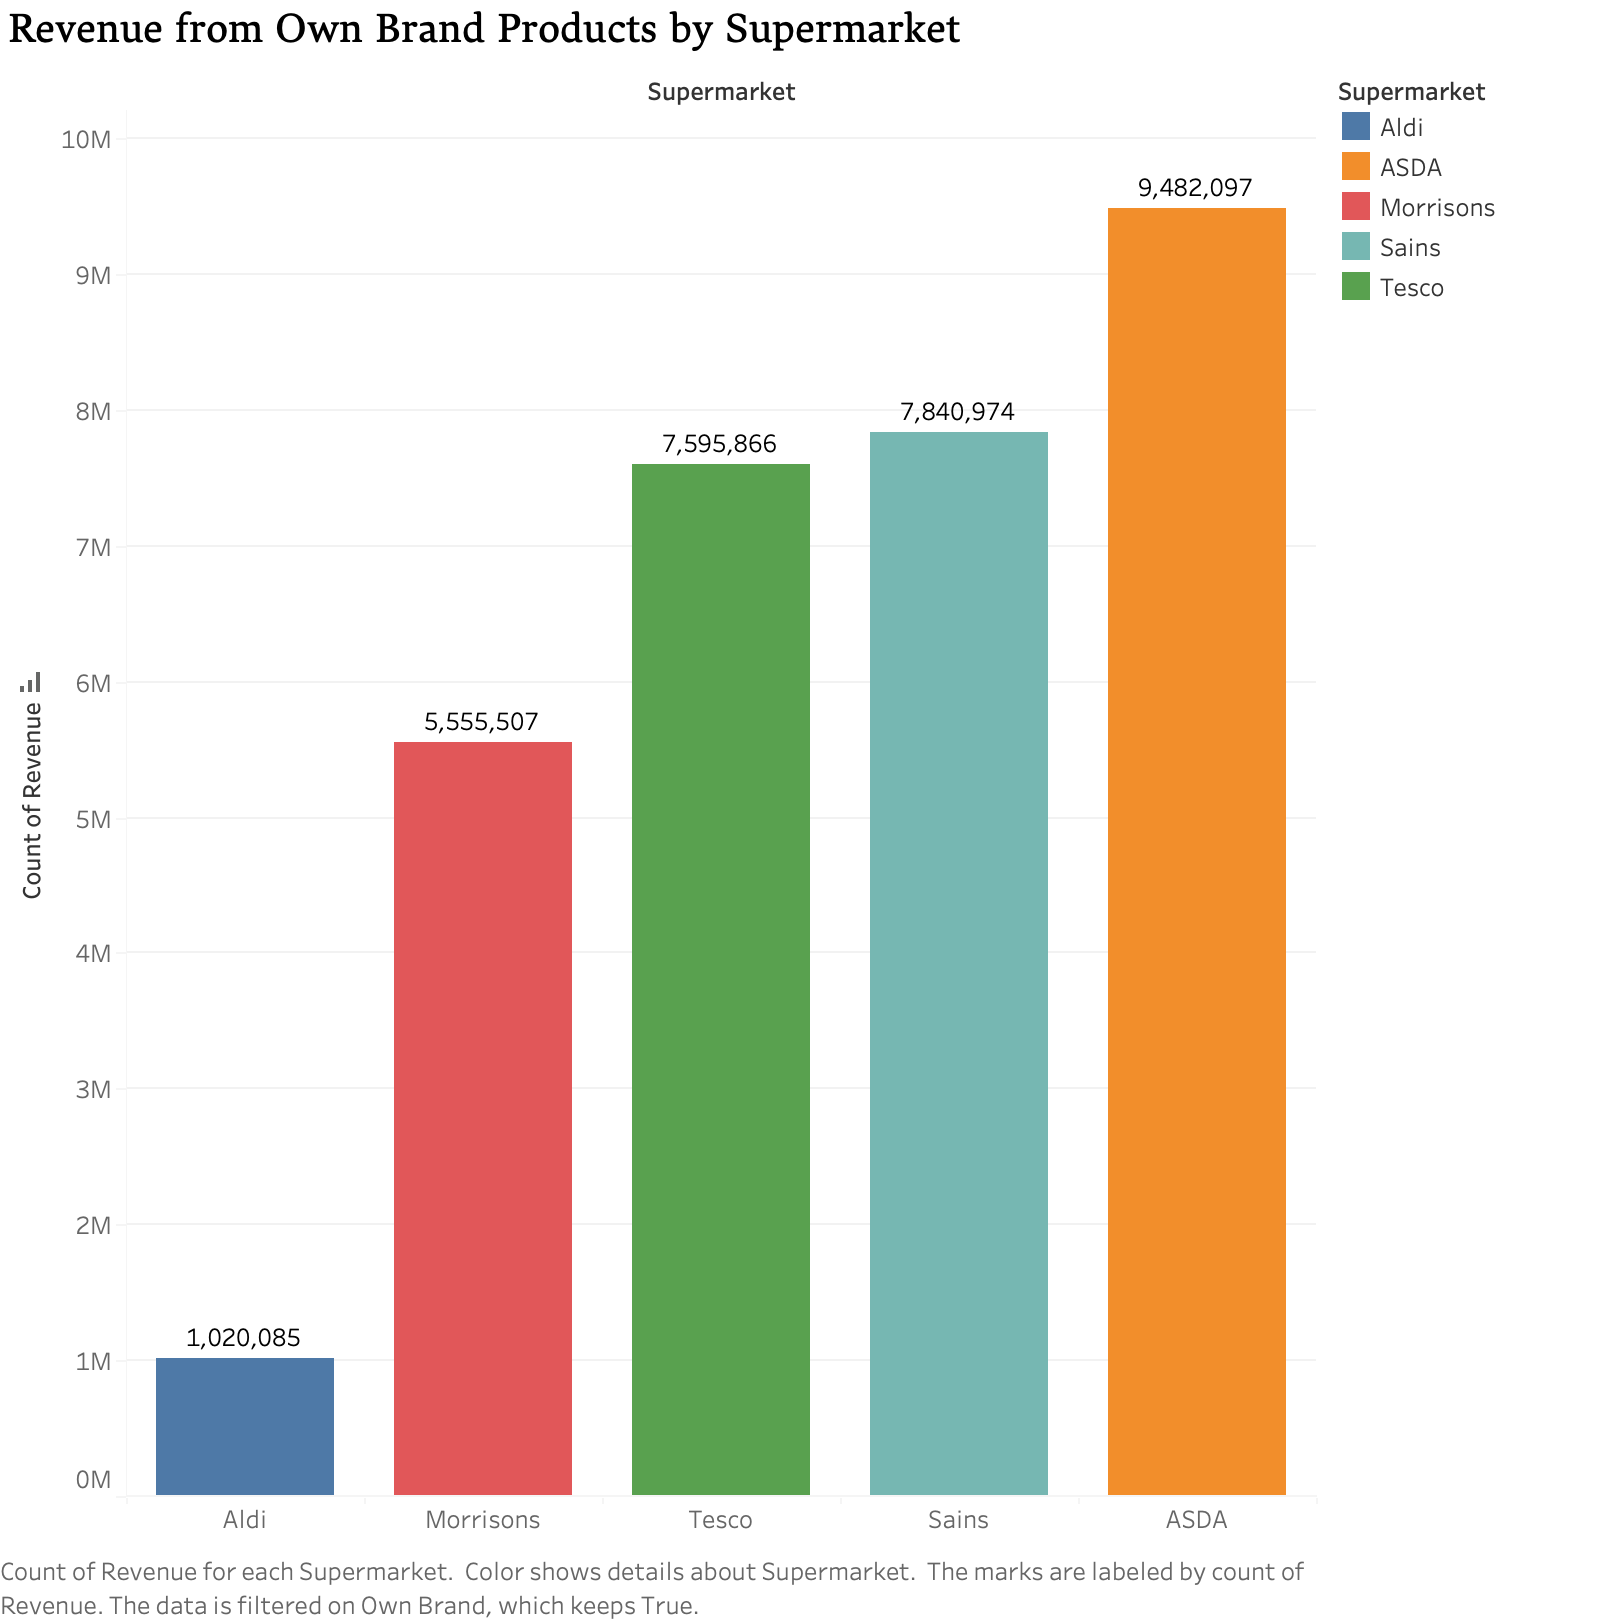 Revenue from Own Brand Products by Supermarket
Supermarket
Supermarket
Aldi
ASDA
Morrisons
Sains
Tesco
10M
9M
8M
7M
6M
5M
4M
3M
2M
1M
0M
Count of Revenue
1,020,085
5,555,507
7,595,866
7,840,974
9,482,097
Aldi
Morrisons
Tesco
Sains
ASDA
Count of Revenue for each Supermarket.  Color shows details about Supermarket.  The marks are labeled by count of
Revenue. The data is filtered on Own Brand, which keeps True.